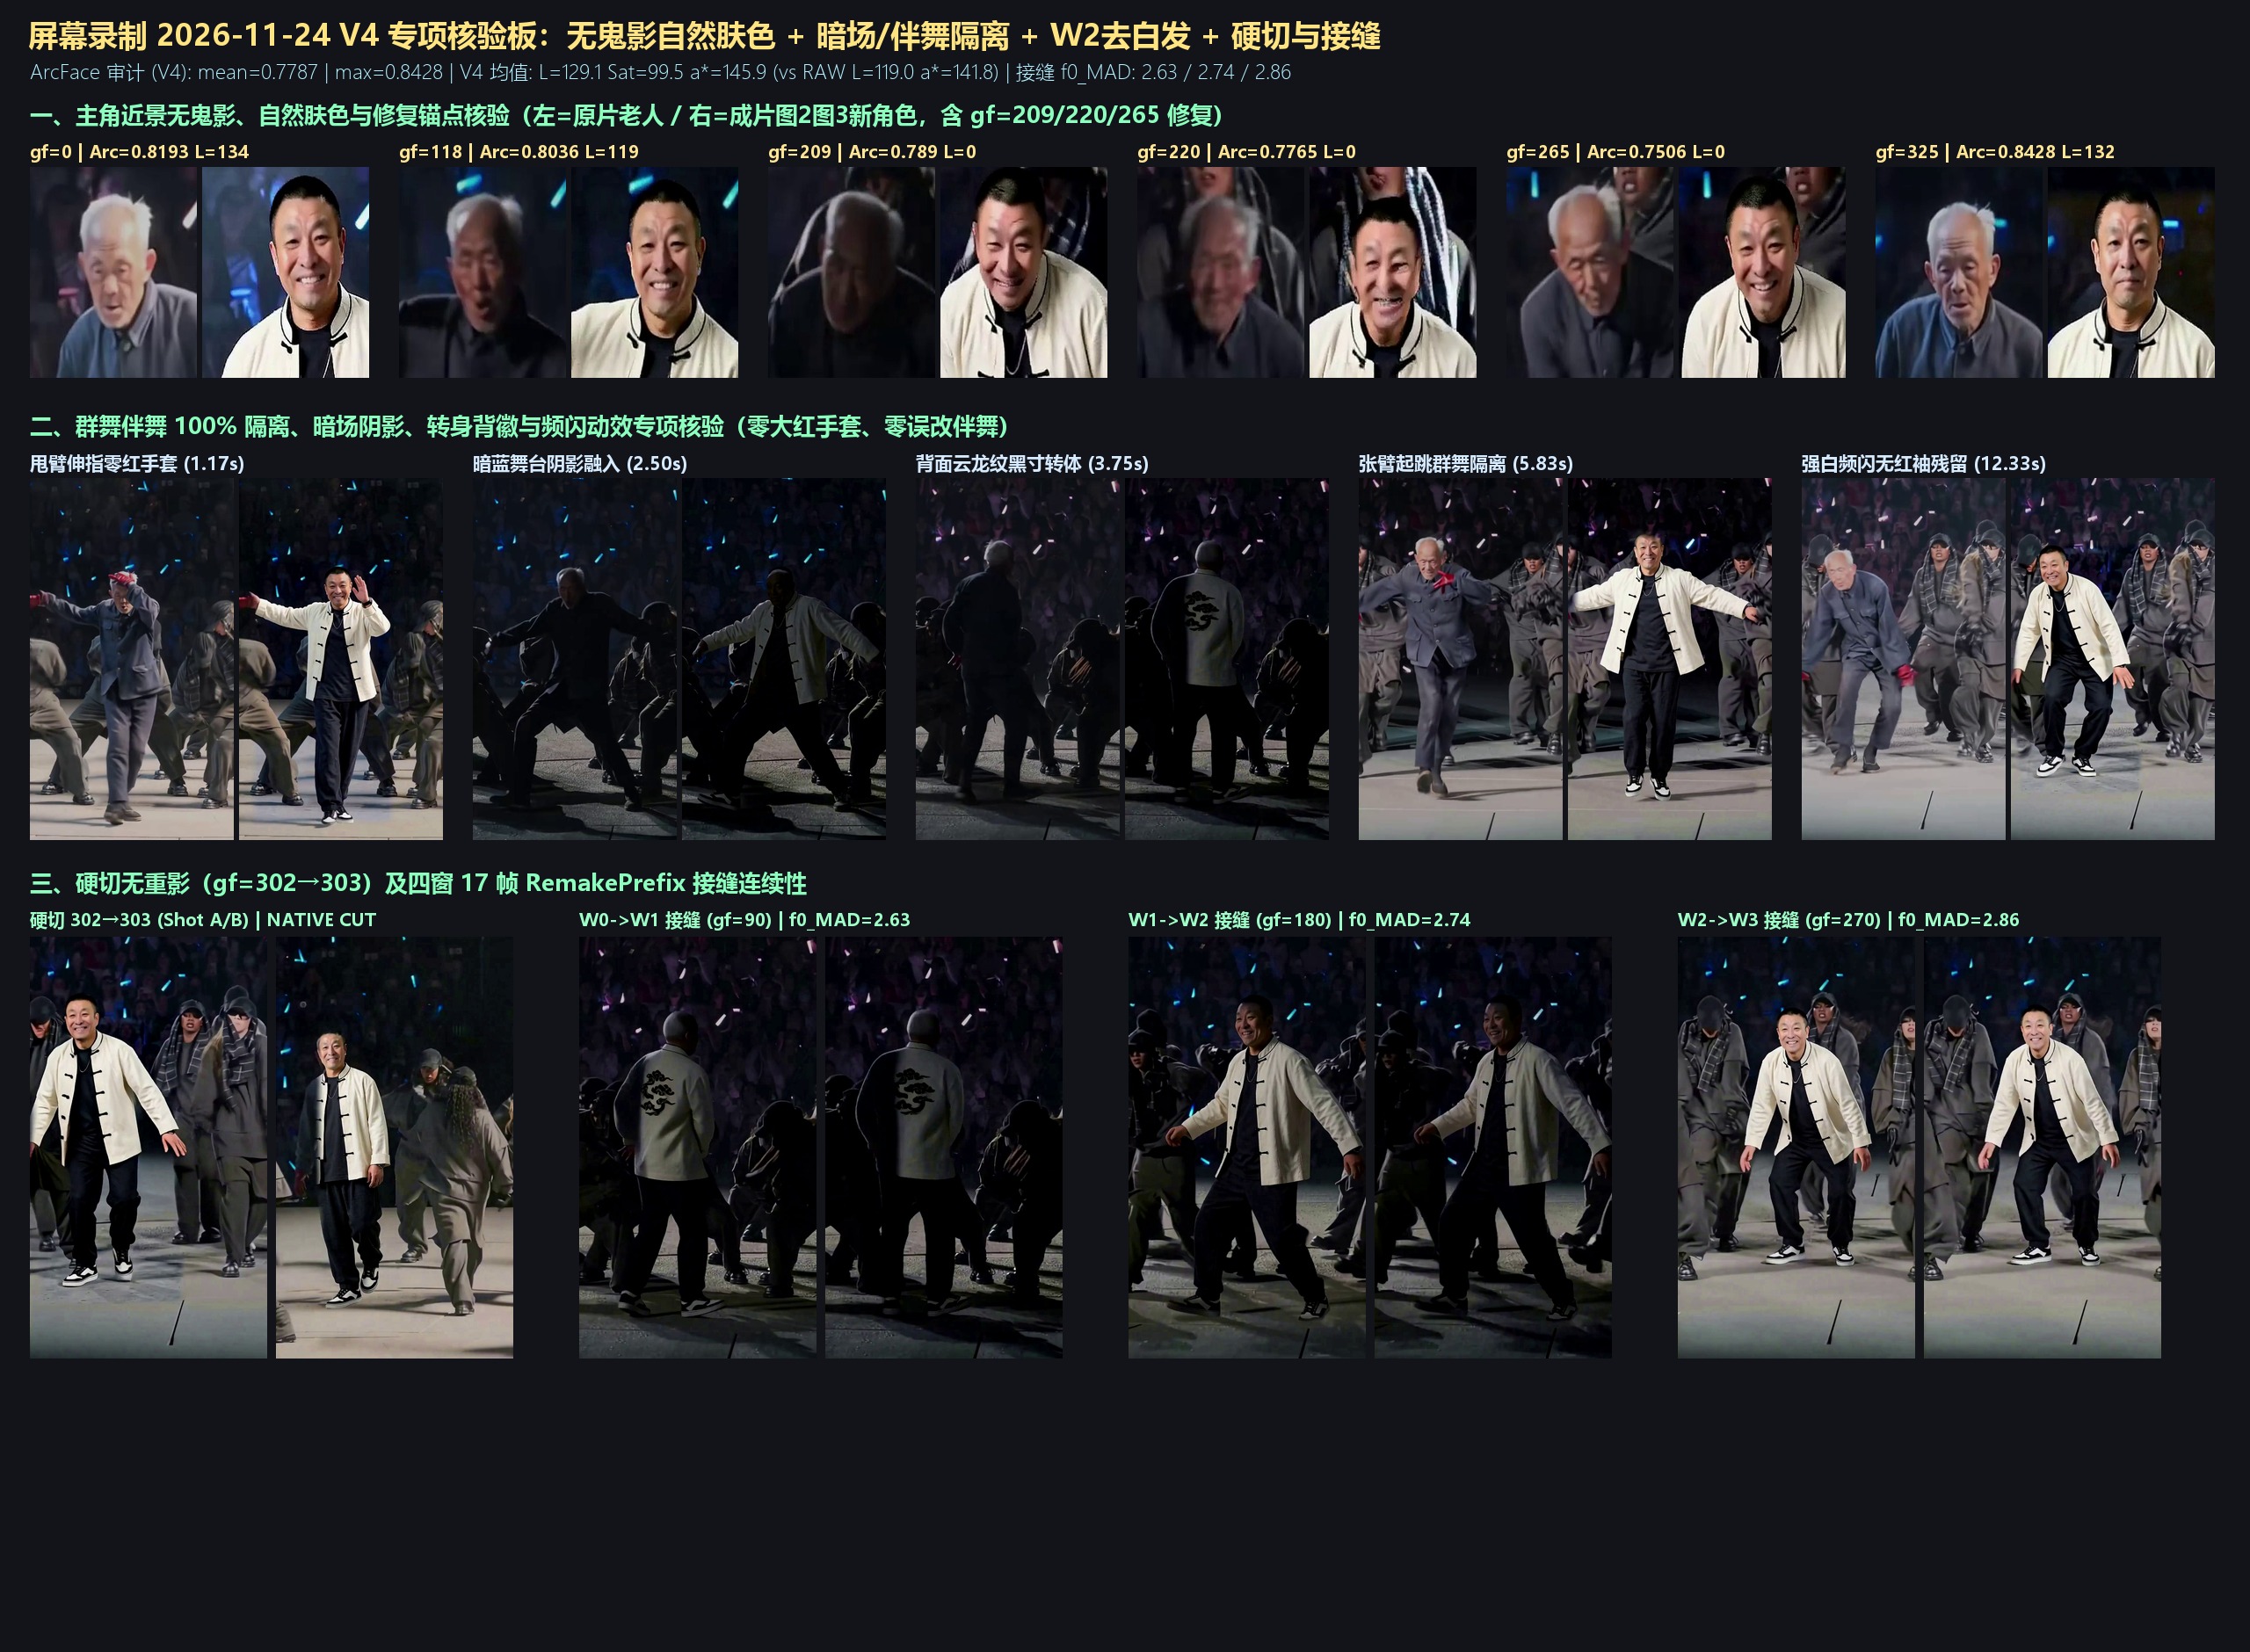 屏幕录制 2026-11-24 V4 专项核验板：无鬼影自然肤色 + 暗场/伴舞隔离 + W2去白发 + 硬切与接缝
ArcFace 审计 (V4): mean=0.7787 | max=0.8428 | V4 均值: L=129.1 Sat=99.5 a*=145.9 (vs RAW L=119.0 a*=141.8) | 接缝 f0_MAD: 2.63 / 2.74 / 2.86
一、主角近景无鬼影、自然肤色与修复锚点核验（左=原片老人 / 右=成片图2图3新角色，含 gf=209/220/265 修复）
gf=0 | Arc=0.8193 L=134
gf=118 | Arc=0.8036 L=119
gf=209 | Arc=0.789 L=0
gf=220 | Arc=0.7765 L=0
gf=265 | Arc=0.7506 L=0
gf=325 | Arc=0.8428 L=132
二、群舞伴舞 100% 隔离、暗场阴影、转身背徽与频闪动效专项核验（零大红手套、零误改伴舞）
甩臂伸指零红手套 (1.17s)
暗蓝舞台阴影融入 (2.50s)
背面云龙纹黑寸转体 (3.75s)
张臂起跳群舞隔离 (5.83s)
强白频闪无红袖残留 (12.33s)
三、硬切无重影（gf=302→303）及四窗 17 帧 RemakePrefix 接缝连续性
硬切 302→303 (Shot A/B) | NATIVE CUT
W0->W1 接缝 (gf=90) | f0_MAD=2.63
W1->W2 接缝 (gf=180) | f0_MAD=2.74
W2->W3 接缝 (gf=270) | f0_MAD=2.86